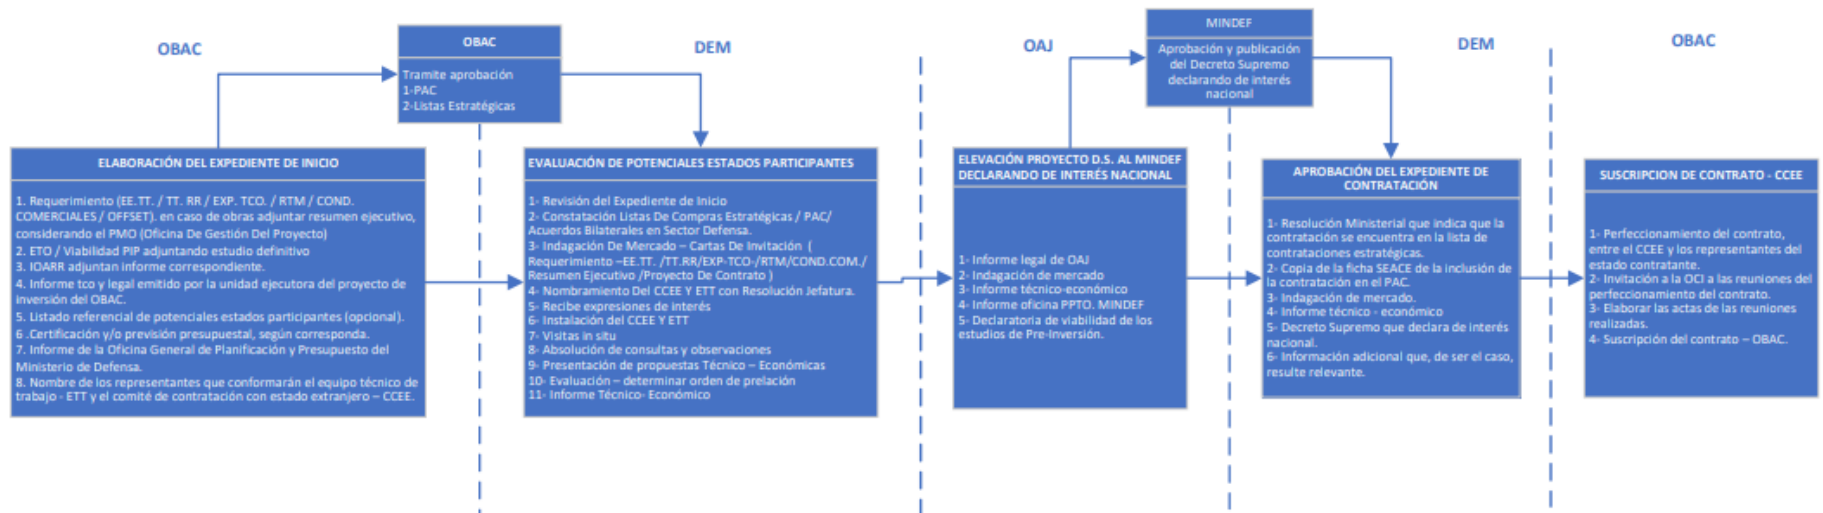 OBAC
ELABORACIÓN DEL EXPEDIENTE DE INICIO
1. Requerimiento (EE.TT. / TT. RR / EXP. TCO. / RTM / COND.
COMERCIALES / OFFSET). en caso de obras adjuntar resumen ejecutivo,
considerando el PMO (Oficina De Gestión Del Proyecto)
2. ETO / Viabilidad PIP adjuntando estudio definitivo
3. IOARR adjuntan informe correspondiente.
4. Informe tco y legal emitido por la unidad ejecutora del proyecto de
inversión del OBAC.
5. Listado referencial de potenciales estados participantes (opcional).
6 .Certificación y/o previsión presupuestal, según corresponda.
7. Informe de la Oficina General de Planificación y Presupuesto del
Ministerio de Defensa.
8. Nombre de los representantes que conformarán el equipo técnico de
trabajo - ETT y el comité de contratación con estado extranjero – CCEE.
OBAC
Tramite aprobación
1-PAC
2-Listas Estratégicas
DEM
EVALUACIÓN DE POTENCIALES ESTADOS PARTICIPANTES
1- Revisión del Expediente de Inicio
2- Constatación Listas De Compras Estratégicas / PAC/
Acuerdos Bilaterales en Sector Defensa.
3- Indagación De Mercado – Cartas De Invitación (
Requerimiento –EE.TT. /TT.RR/EXP-TCO-/RTM/COND.COM./
Resumen Ejecutivo /Proyecto De Contrato )
4- Nombramiento Del CCEE Y ETT con Resolución Jefatura.
5- Recibe expresiones de interés
6- Instalación del CCEE Y ETT
7- Visitas in situ
8- Absolución de consultas y observaciones
9- Presentación de propuestas Técnico – Económicas
10- Evaluación – determinar orden de prelación
11- Informe Técnico- Económico
OAJ
ELEVACIÓN PROYECTO D.S. AL MINDEF
DECLARANDO DE INTERÉS NACIONAL
1- Informe legal de OAJ
2- Indagación de mercado
3- Informe técnico-económico
4- Informe oficina PPTO. MINDEF
5- Declaratoria de viabilidad de los
estudios de Pre-Inversión.
MINDEF
Aprobación y publicación
del Decreto Supremo
declarando de interés
nacional
DEM
APROBACIÓN DEL EXPEDIENTE DE
CONTRATACIÓN
1- Resolución Ministerial que indica que la
contratación se encuentra en la lista de
contrataciones estratégicas.
2- Copia de la ficha SEACE de la inclusión de
la contratación en el PAC.
3- Indagación de mercado.
4- Informe técnico - económico
5- Decreto Supremo que declara de interés
nacional.
6- Información adicional que, de ser el caso,
resulte relevante.
OBAC
SUSCRIPCION DE CONTRATO - CCEE
1- Perfeccionamiento del contrato,
entre el CCEE y los representantes del
estado contratante.
2- Invitación a la OCI a las reuniones del
perfeccionamiento del contrato.
3- Elaborar las actas de las reuniones
realizadas.
4- Suscripción del contrato – OBAC.